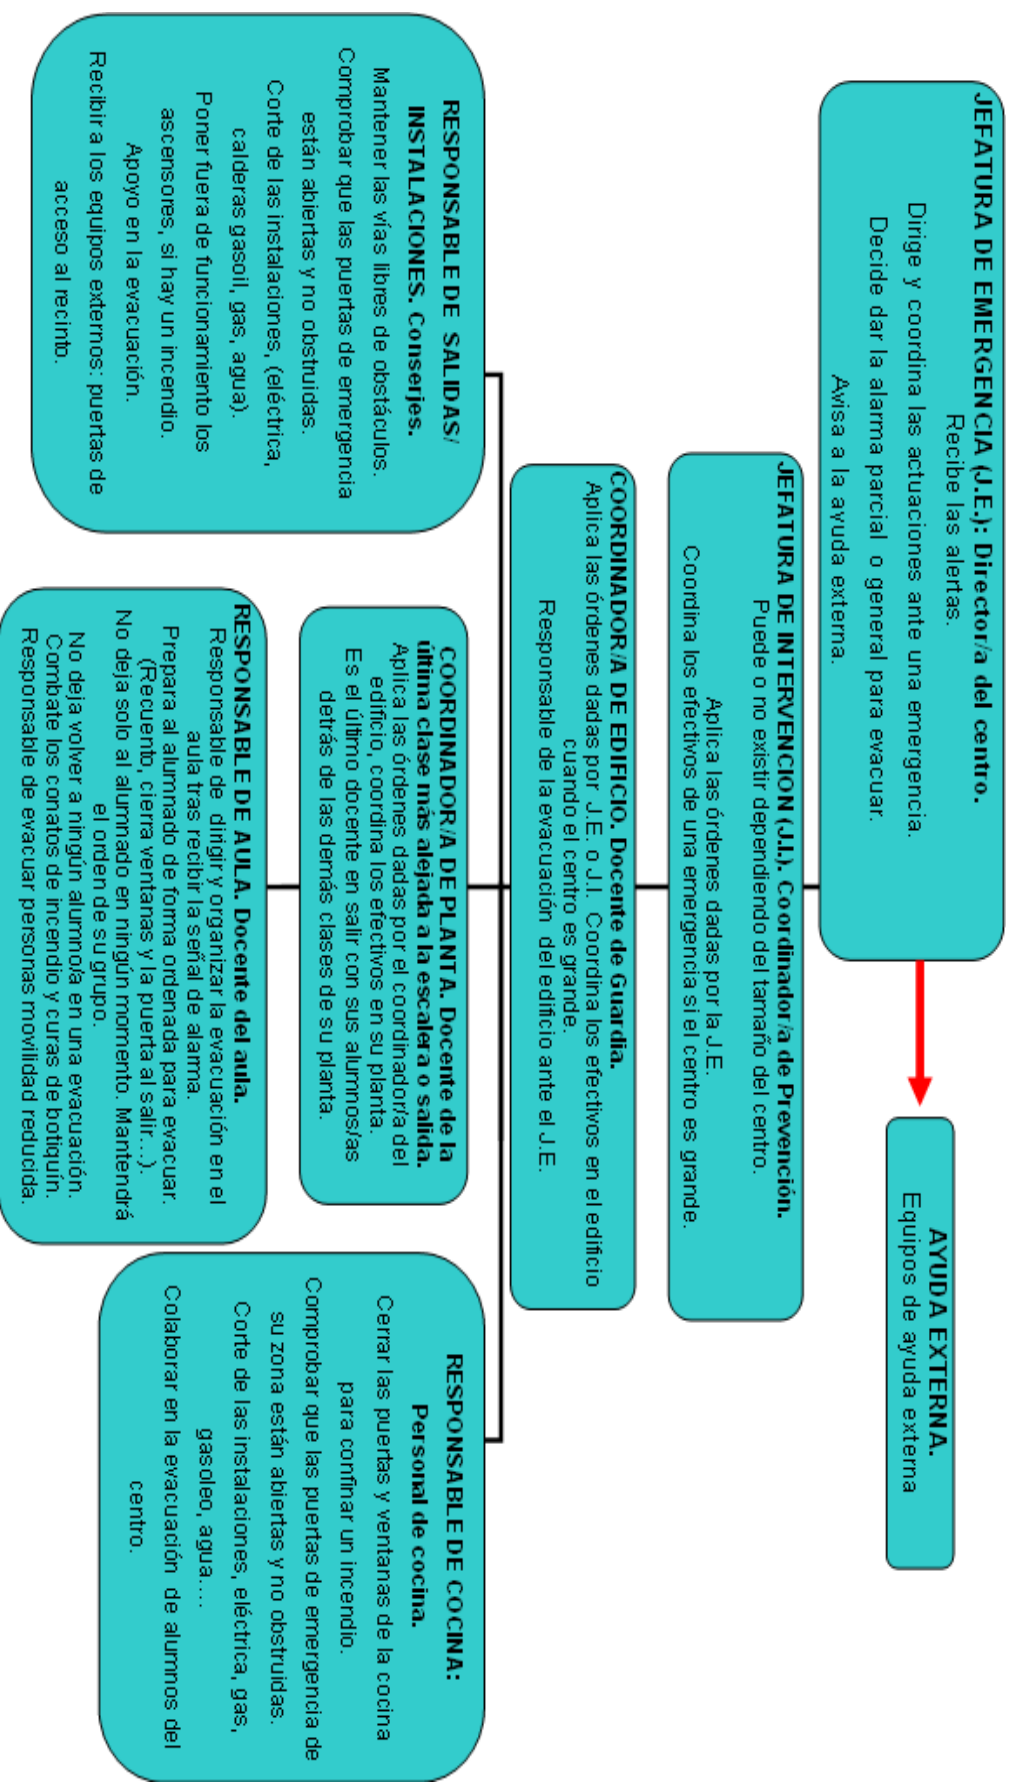 JEFATURA DE EMERGENCIA (J.E.): Director/a del centro.
Recibe las alertas.
Dirige y coordina las actuaciones ante una emergencia.
Decide dar la alarma parcial o general para evacuar.
Avisa a la ayuda externa.
AYUDA EXTERNA.
Equipos de ayuda externa
JEFATURA DE INTERVENCION (J.I.). Coordinador/a de Prevención.
Puede o no existir dependiendo del tamaño del centro.
Aplica las órdenes dadas por la J.E.
Coordina los efectivos de una emergencia si el centro es grande.
COORDINADOR/A DE EDIFICIO. Docente de Guardia.
Aplica las órdenes dadas por J.E. o J.I. Coordina los efectivos en el edificio
cuando el centro es grande.
Responsable de la evacuación del edificio ante el J.E.
RESPONSABLE DE SALIDAS/
INSTALACIONES. Conserjes.
Mantener las vías libres de obstáculos.
Comprobar que las puertas de emergencia
están abiertas y no obstruidas.
Corte de las instalaciones, (eléctrica,
calderas gasoil, gas, agua).
Poner fuera de funcionamiento los
ascensores, si hay un incendio.
Apoyo en la evacuación.
Recibir a los equipos externos: puertas de
acceso al recinto.
COORDINADOR/A DE PLANTA. Docente de la
última clase más alejada a la escalera o salida.
Aplica las órdenes dadas por el coordinador/a del
edificio, coordina los efectivos en su planta.
Es el último docente en salir con sus alumnos/as
detrás de las demás clases de su planta.
RESPONSABLE DE AULA. Docente del aula.
Responsable de dirigir y organizar la evacuación en el
aula tras recibir la señal de alarma.
Prepara al alumnado de forma ordenada para evacuar.
(Recuento, cierra ventanas y la puerta al salir...).
No deja solo al alumnado en ningún momento. Mantendrá
el orden de su grupo.
No deja volver a ningún alumno/a en una evacuación.
Combate los conatos de incendio y curas de botiquín.
Responsable de evacuar personas movilidad reducida.
RESPONSABLE DE COCINA:
Personal de cocina.
Cerrar las puertas y ventanas de la cocina
para confinar un incendio.
Comprobar que las puertas de emergencia de
su zona están abiertas y no obstruidas.
Corte de las instalaciones, eléctrica, gas,
gasoleo, agua....
Colaborar en la evacuación de alumnos del
centro.